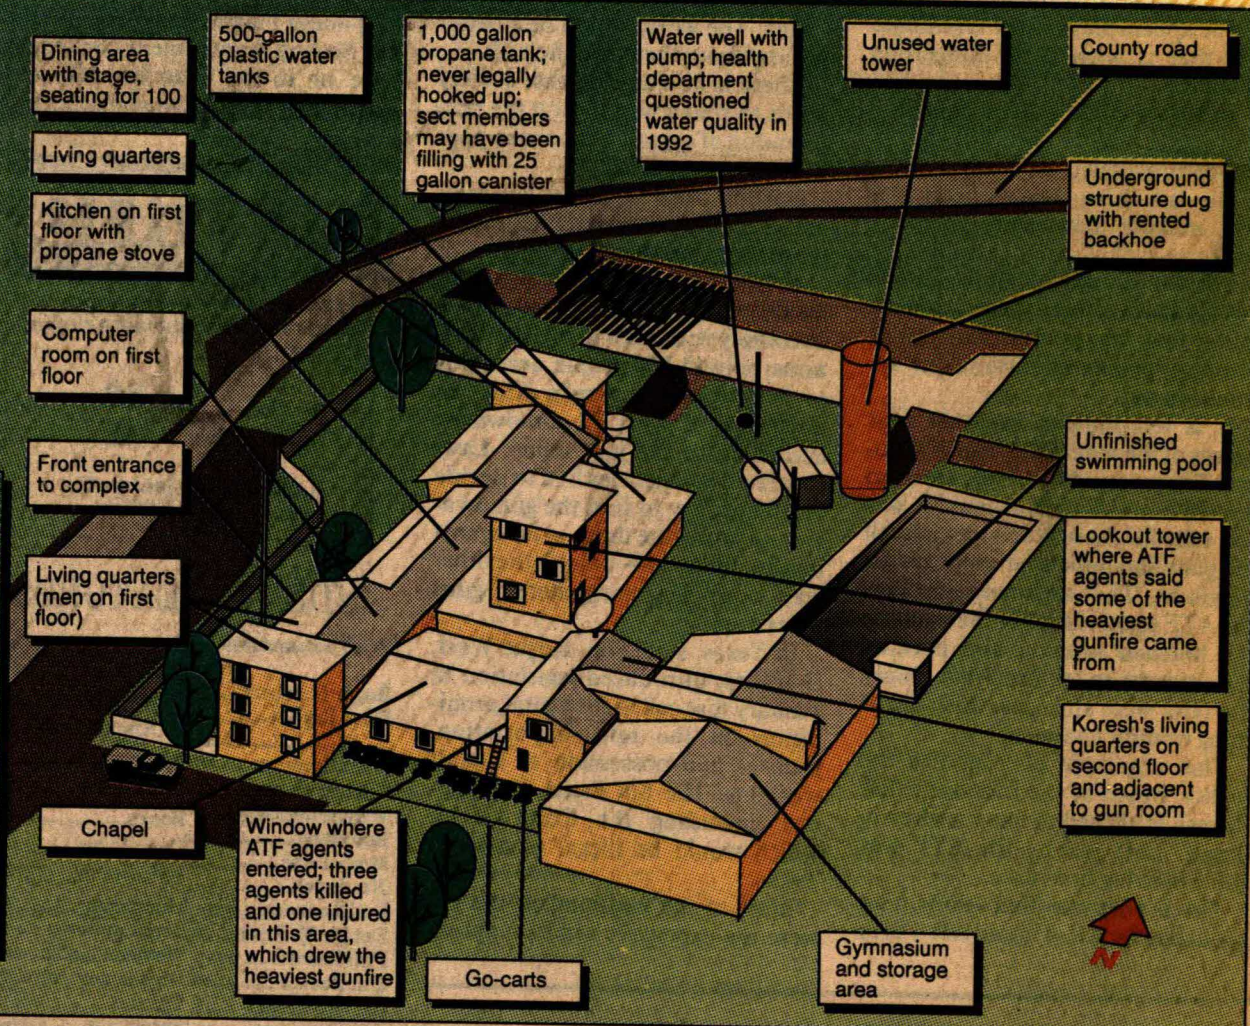 Dining area
with stage,
seating for 100
500-gallon
plastic water
tanks
1,000 gallon
propane tank;
never legally
hooked up;
sect members
may have been
filling with 25
gallon canister
Water well with
pump; health
department
questioned
water quality in
1992
Unused water
tower
County road
Living quarters
Kitchen on first
floor with
propane stove
Underground
structure dug
with rented
backhoe
Computer
room on first
floor
Front entrance
to complex
Unfinished
swimming pool
Living quarters
(men on first
floor)
Lookout tower
where ATF
agents said
some of the
heaviest
gunfire came
from
Koresh's living
quarters on
second floor
and adjacent
to gun room
Chapel
Window where
ATF agents
entered; three
agents killed
and one injured
in this area,
which drew the
heaviest gunfire
Go-carts
Gymnasium
and storage
area
N